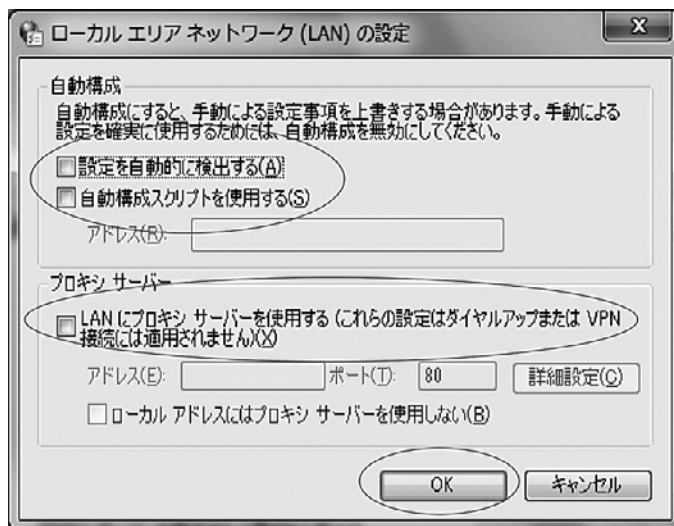 ローカル エリア ネットワーク (LAN) の設定
X
自動構成
自動構成にすると、手動による設定事項を上書きする場合があります。手動による
設定を確実に使用するためには、自動構成を無効にしてください。
設定を自動的に検出する(A)
自動構成スクリプトを使用する(S)
アドレス(R):
プロキシ サーバー
LAN にプロキシ サーバーを使用する (これらの設定はダイヤルアップまたは VPN
接続には適用されません)(X)
アドレス(E): ポート(T): 80 詳細設定(C)
ローカル アドレスにはプロキシ サーバーを使用しない(B)
OK キャンセル